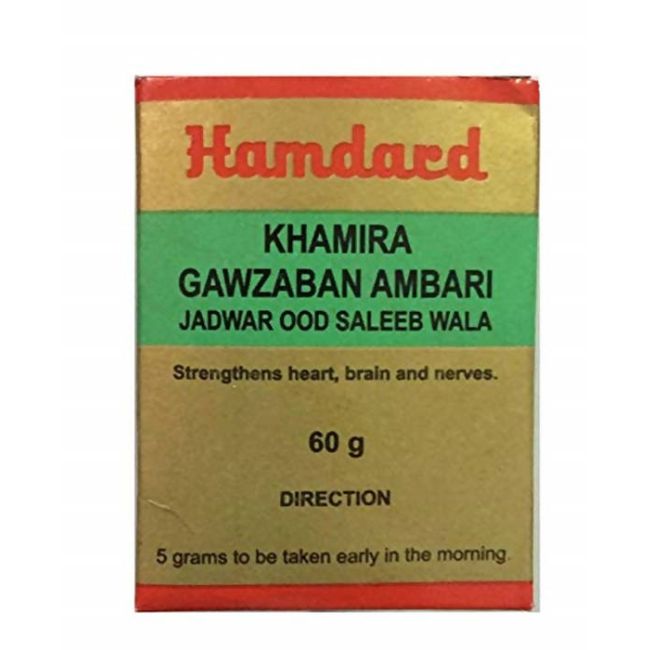 Hamdard
KHAMIRA
GAWZABAN AMBARI
JADWAR OOD SALEEB WALA
Strengthens heart, brain and nerves.
60 g
DIRECTION
5 grams to be taken early in the morning.